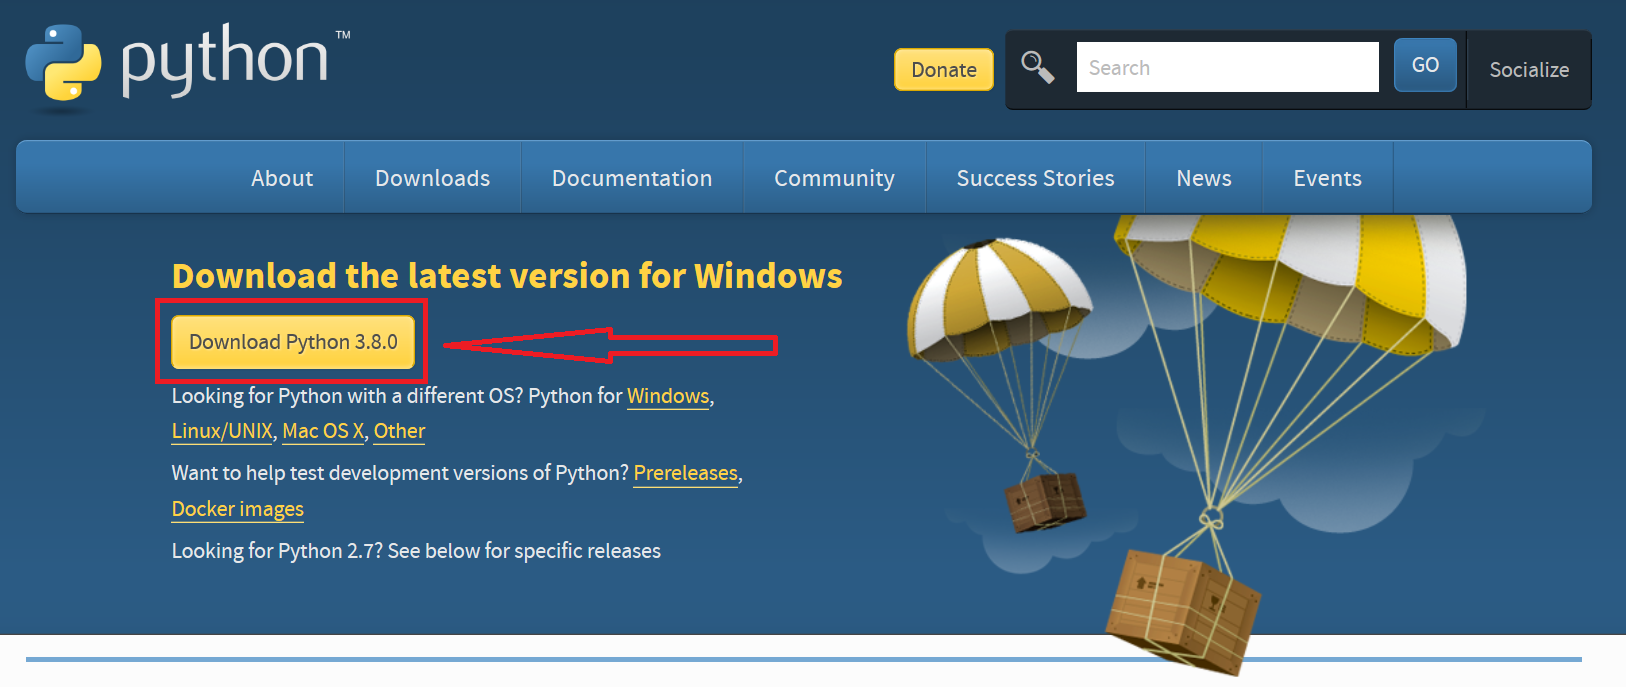 python™
Donate
Search
GO
Socialize
About
Downloads
Documentation
Community
Success Stories
News
Events
Download the latest version for Windows
Download Python 3.8.0
Looking for Python with a different OS? Python for Windows,
Linux/UNIX, Mac OS X, Other
Want to help test development versions of Python? Prereleases,
Docker images
Looking for Python 2.7? See below for specific releases